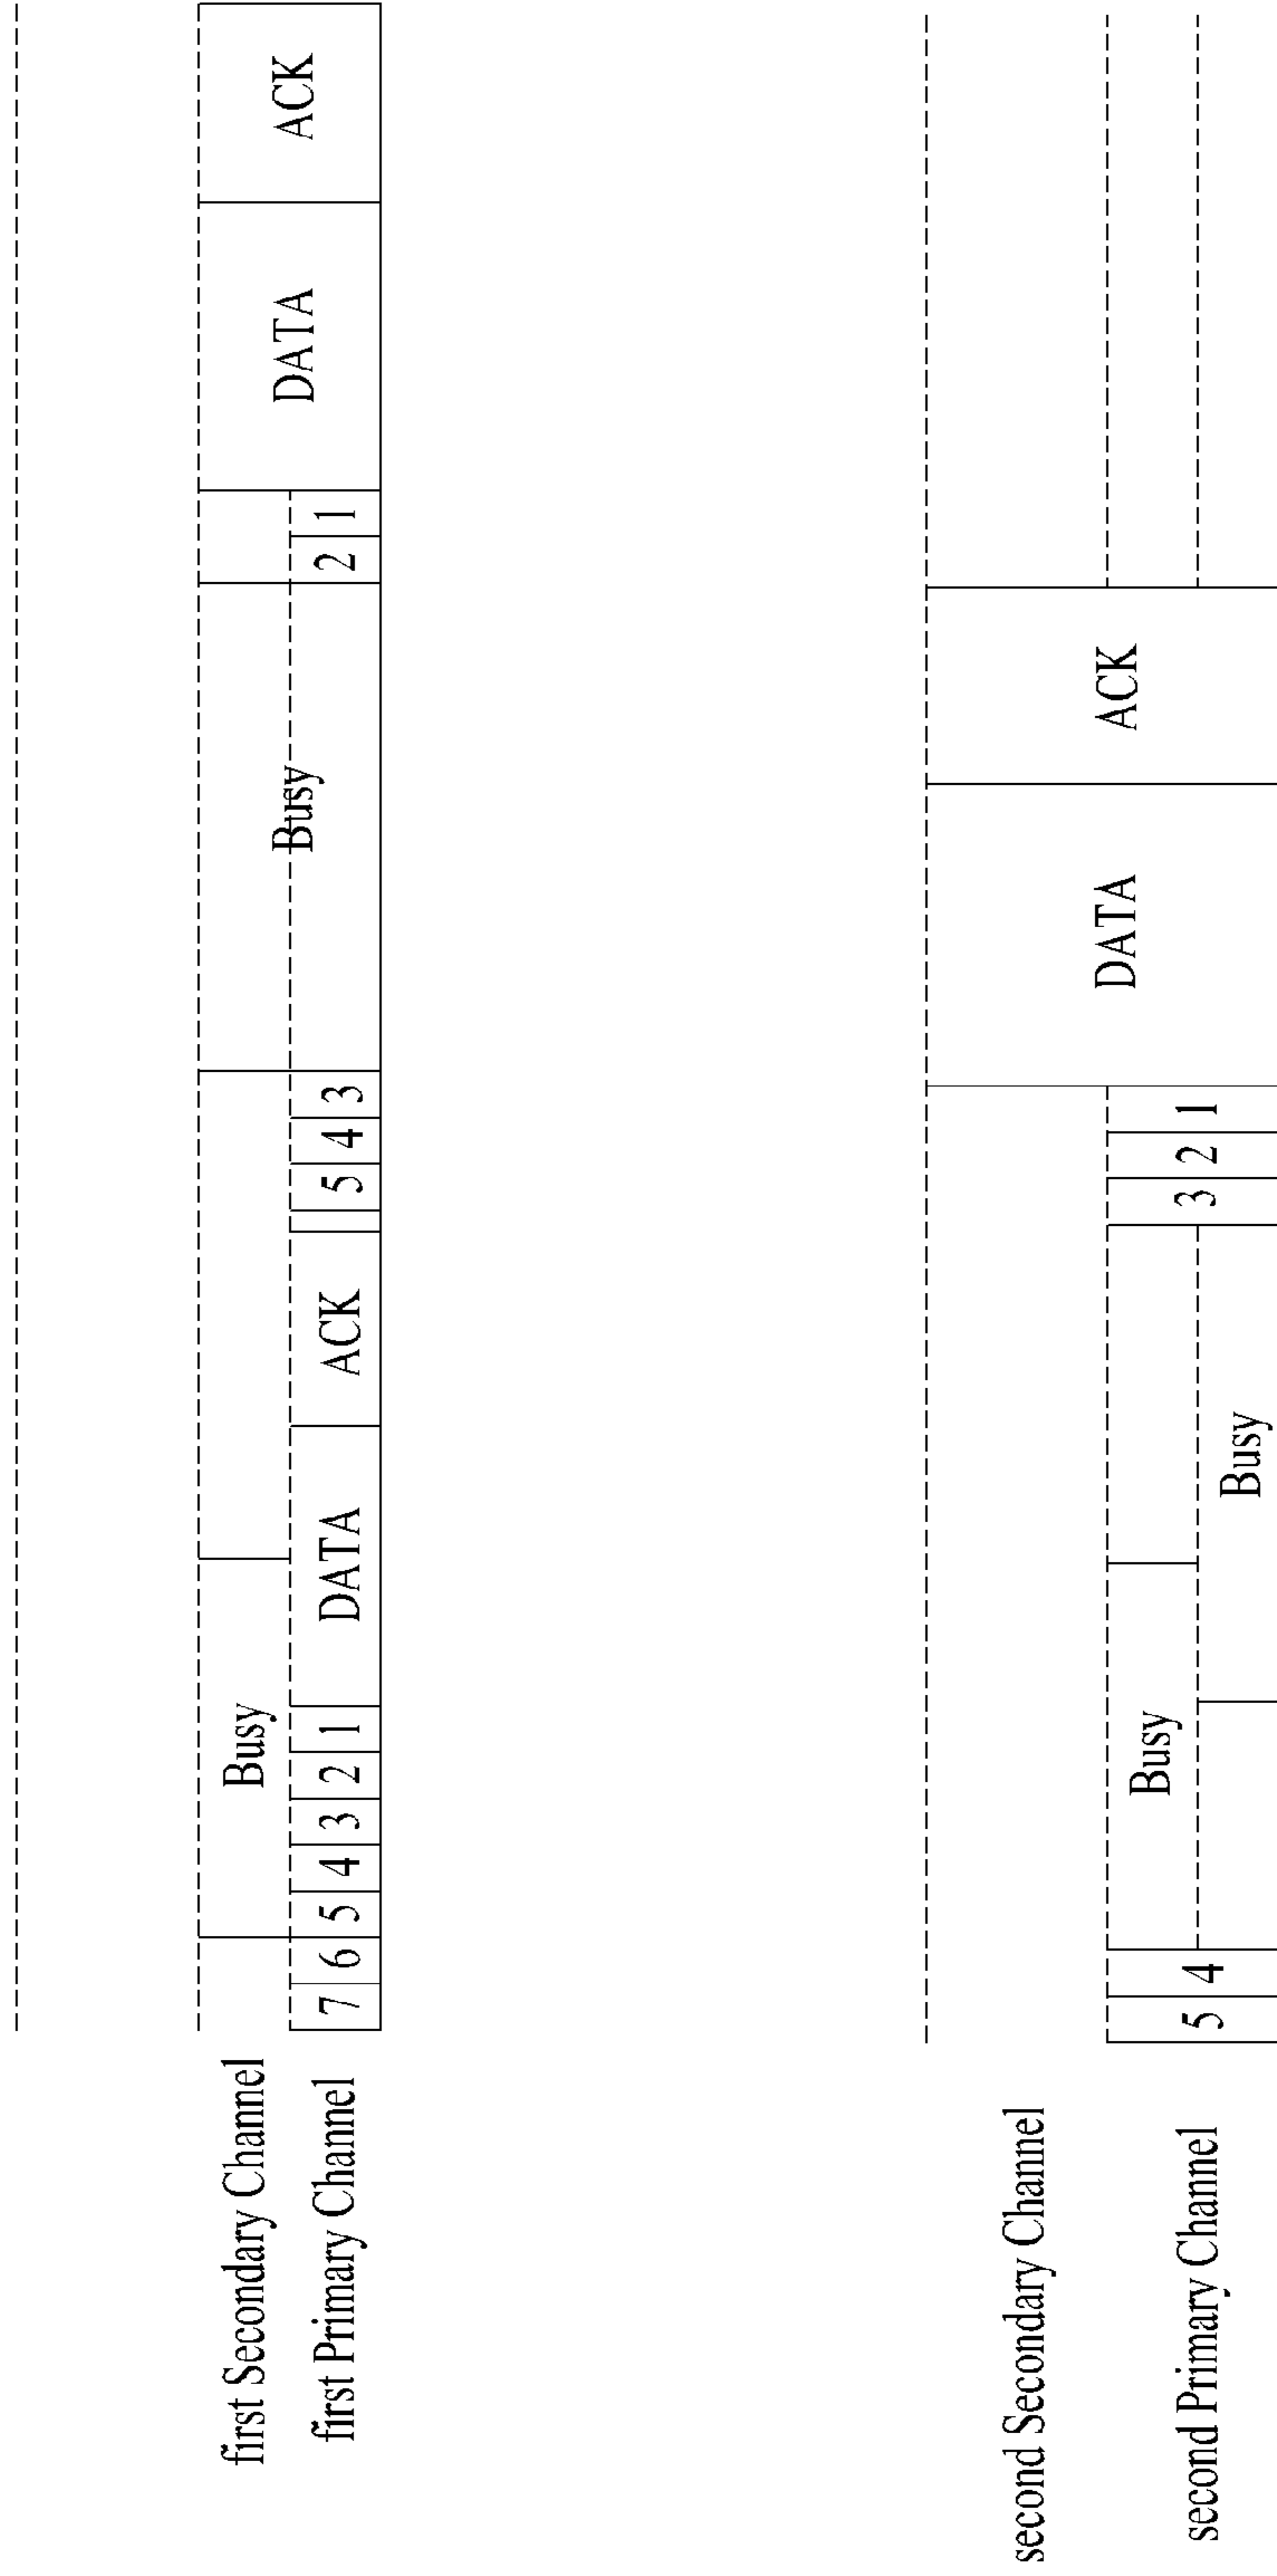 first Secondary Channel
Busy
first Primary Channel
7 6 5 4 3 2 1 DATA ACK 5 4 3 Busy 2 1 DATA ACK
second Secondary Channel
Busy
second Primary Channel
5 4 Busy 3 2 1 DATA ACK